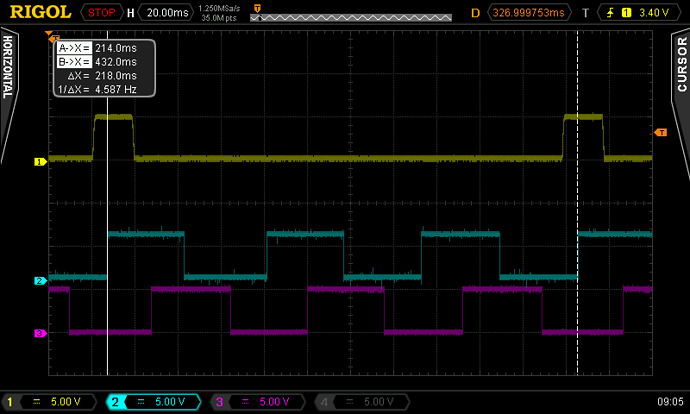 RIGOL STOP H 20.00ms 1.250MSa/s 35.0M pts D 326.999753ms T 1 3.40 V
T
HORIZONTAL
CURSOR
A->X = 214.0ms
B->X = 432.0ms
ΔX = 218.0ms
1/ΔX = 4.587 Hz
T
1
2
3
1 5.00 V 2 5.00 V 3 5.00 V 4 5.00 V 09:05